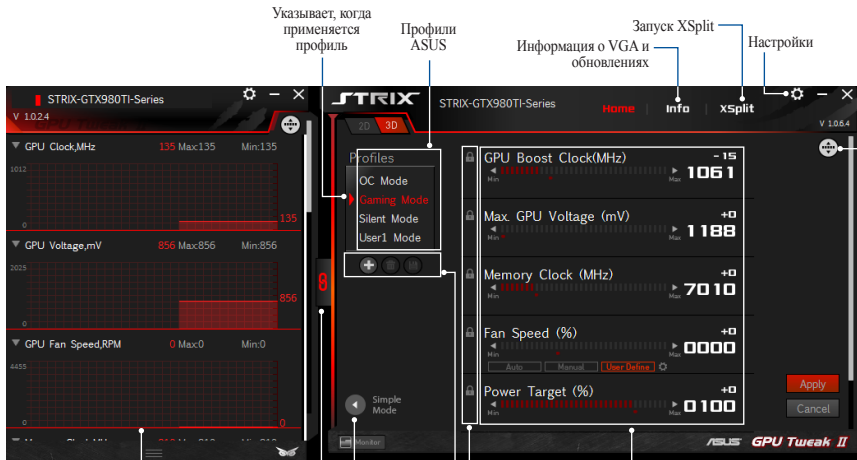 Указывает, когда
применяется
профиль
Профили
ASUS
Запуск XSplit
Информация о VGA и
обновлениях
Настройки
STRIX-GTX980TI-Series
V 1.0.2.4
GPU Clock,MHz 135 Max:135 Min:135
1012
135
0
GPU Voltage,mV 856 Max:856 Min:856
2025
856
0
GPU Fan Speed,RPM 0 Max:0 Min:0
4455
0
0
STRIX
STRIX-GTX980TI-Series
Home
Info
XSplit
V 1.0.6.4
2D
3D
Profiles
OC Mode
Gaming Mode
Silent Mode
User1 Mode
GPU Boost Clock(MHz) -15
Min Max 1061
Max. GPU Voltage (mV) +0
Min Max 1188
Memory Clock (MHz) +0
Min Max 7010
Fan Speed (%) +0
Min Max 0000
Auto Manual User Define
Power Target (%) +0
Min Max 0100
Simple
Mode
Apply
Cancel
Monitor
ASUS GPU Tweak II